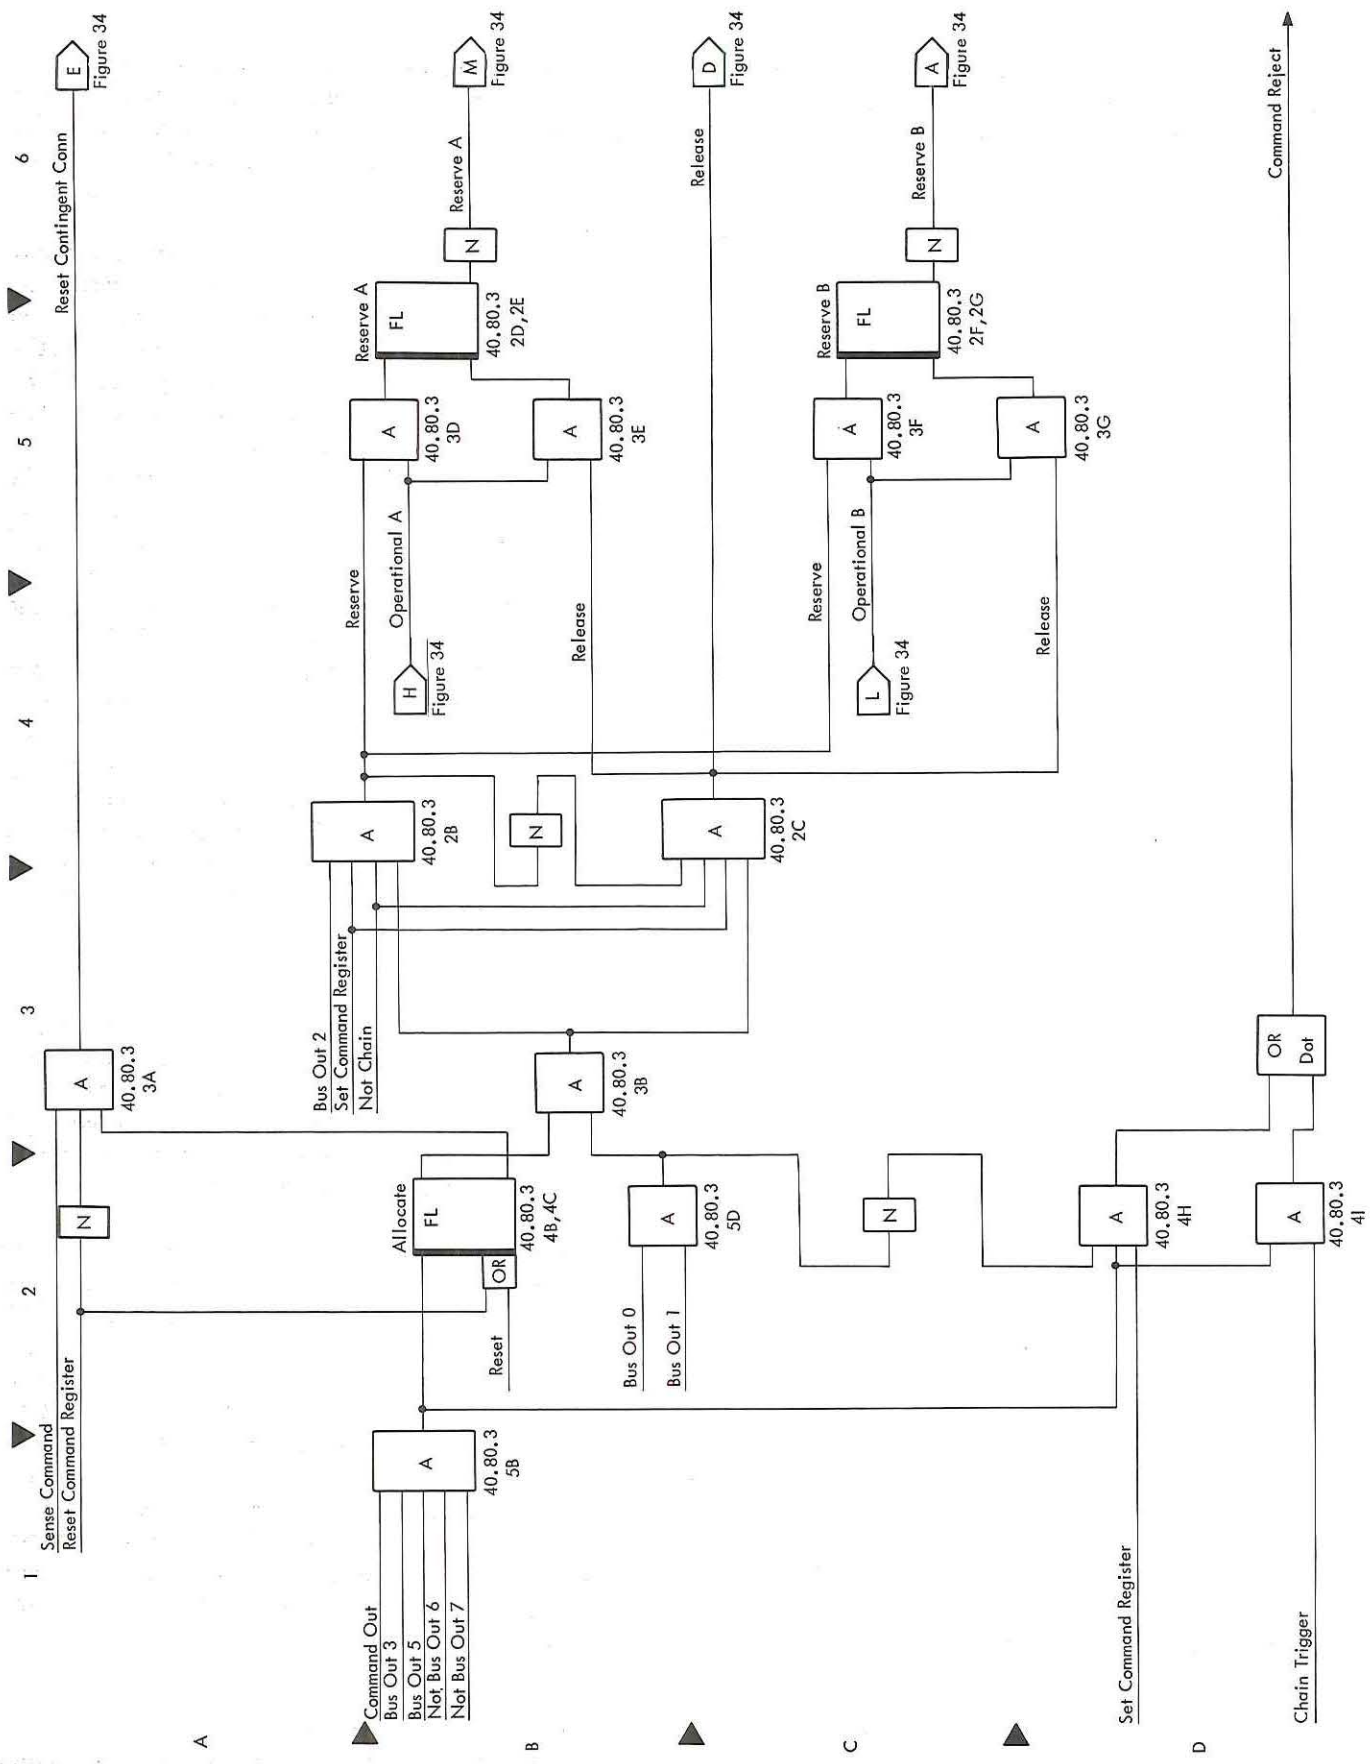 1
2
3
4
5
6
A
B
C
D
Sense Command
Reset Command Register
N
A
40.80.3
3A
Reset Contingent Conn
E
Figure 34
Command Out
Bus Out 3
Bus Out 5
Not Bus Out 6
Not Bus Out 7
A
40.80.3
5B
Allocate
FL
OR
40.80.3
4B,4C
Reset
Bus Out 0
Bus Out 1
A
40.80.3
5D
A
40.80.3
3B
Bus Out 2
Set Command Register
Not Chain
A
40.80.3
2B
N
A
40.80.3
2C
Reserve
Operational A
H
Figure 34
Release
A
40.80.3
3D
A
40.80.3
3E
Reserve A
FL
40.80.3
2D,2E
N
Reserve A
M
Figure 34
Release
D
Figure 34
Reserve
Operational B
L
Figure 34
Release
A
40.80.3
3F
A
40.80.3
3G
Reserve B
FL
40.80.3
2F,2G
N
Reserve B
A
Figure 34
N
Set Command Register
A
40.80.3
4H
Chain Trigger
A
40.80.3
4I
OR
Dot
Command Reject